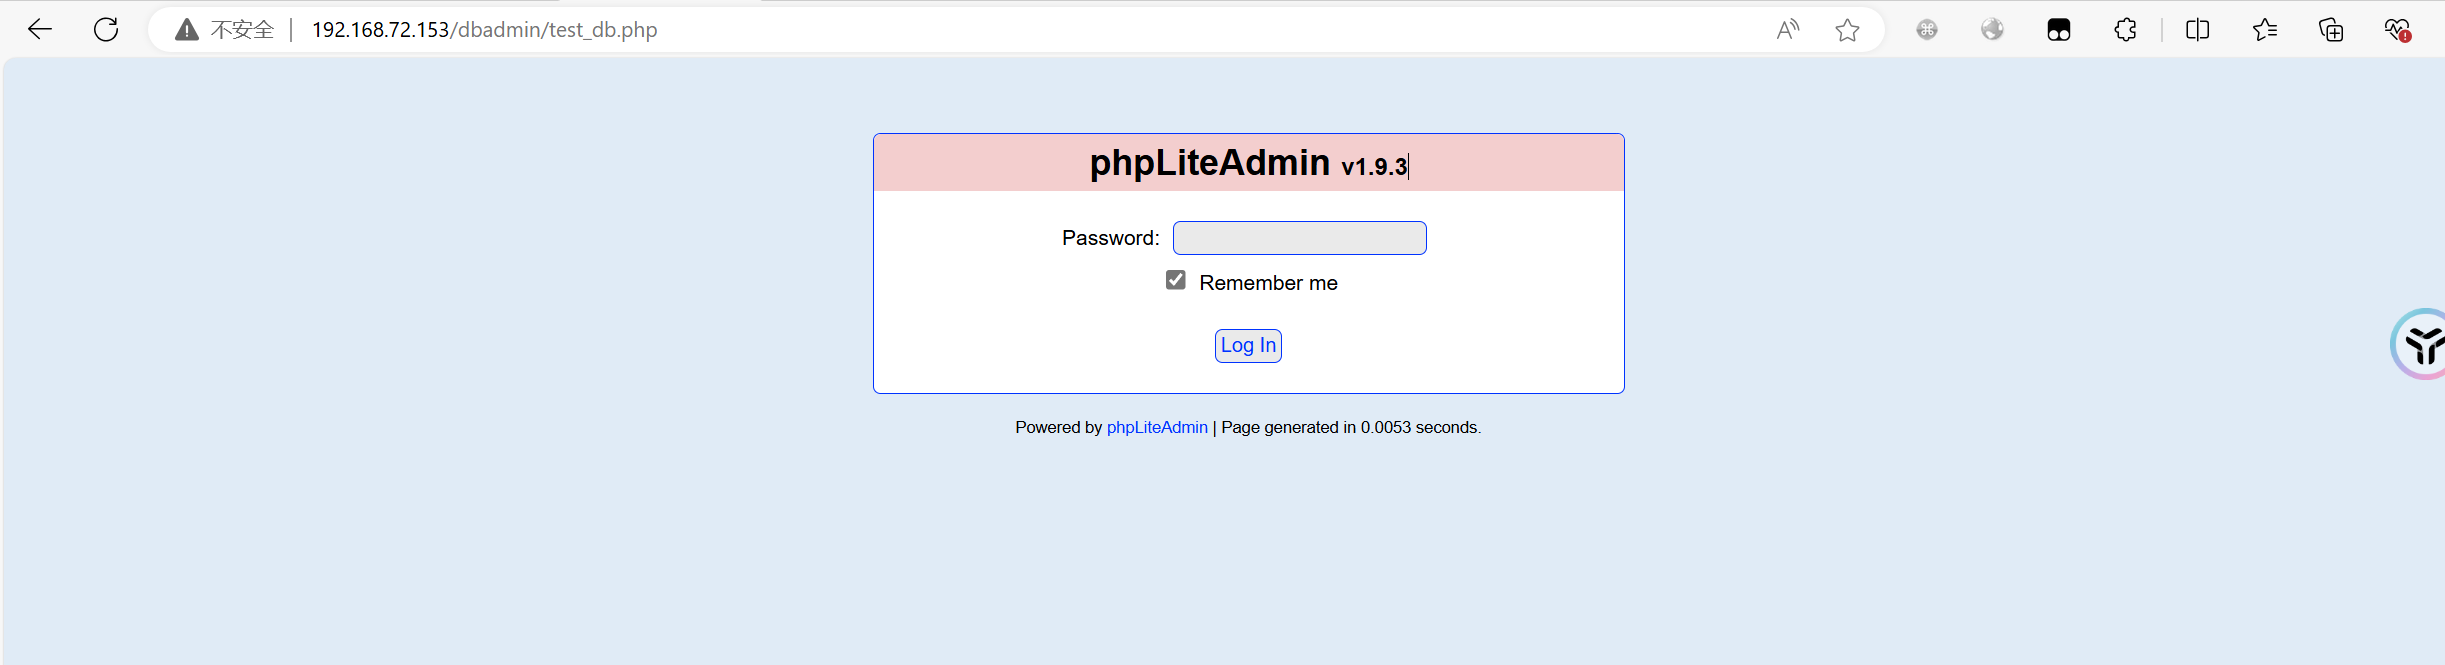 不安全 | 192.168.72.153/dbadmin/test_db.php
phpLiteAdmin v1.9.3
Password:
Remember me
Log In
Powered by phpLiteAdmin | Page generated in 0.0053 seconds.